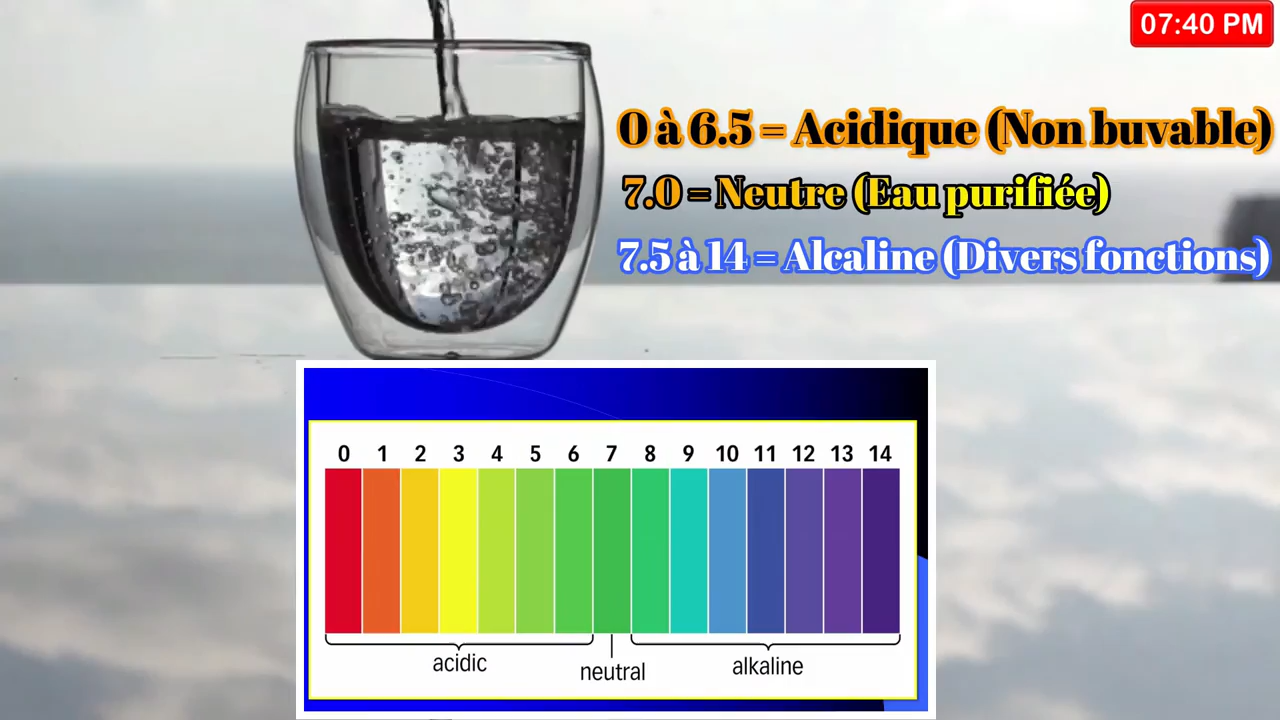 07:40 PM
0 à 6.5 = Acidique (Non buvable)
7.0 = Neutre (Eau purifiée)
7.5 à 14 = Alcaline (Divers fonctions)
0 1 2 3 4 5 6 7 8 9 10 11 12 13 14
acidic neutral alkaline